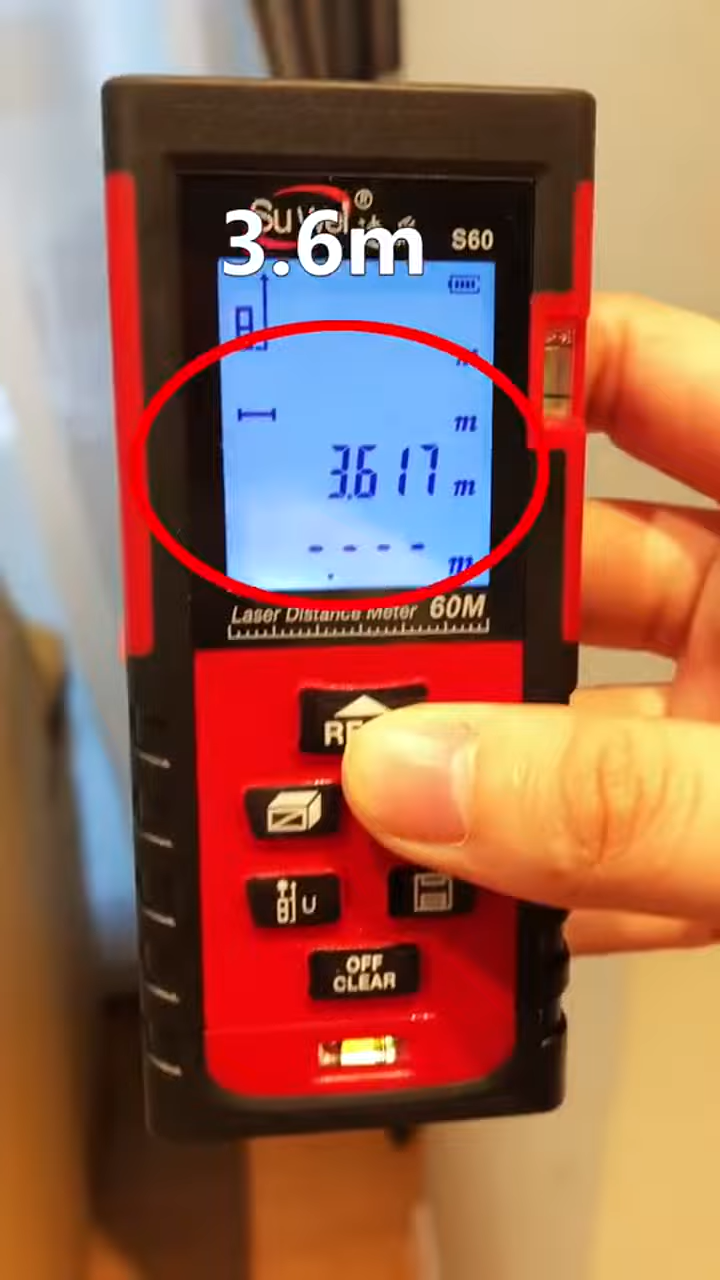 3.6m
S60
m
m
3.617 m
- - - - m
Laser Distance Meter 60M
U
OFF
CLEAR